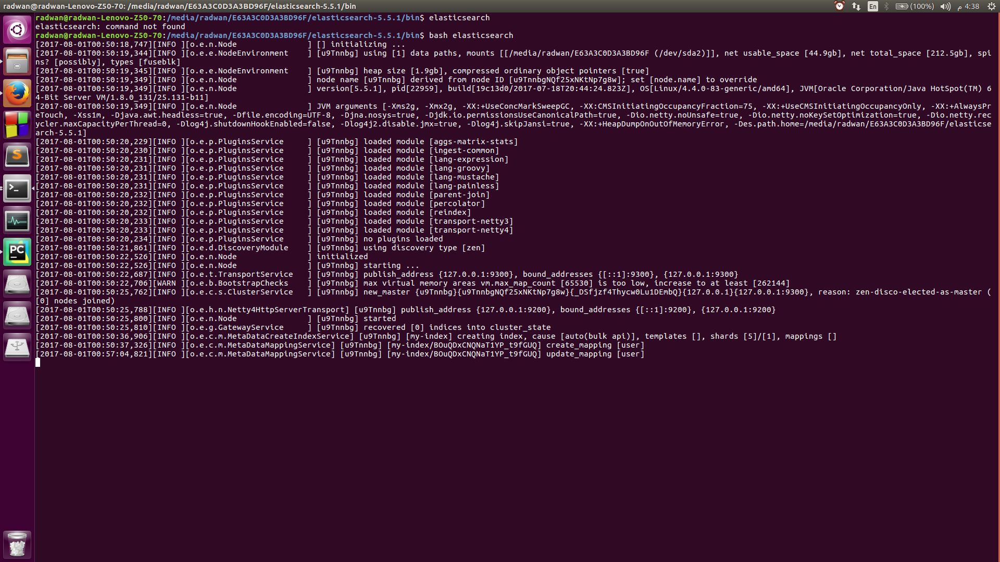 radwan@radwan-Lenovo-Z50-70: /media/radwan/E63A3C0D3A3BD96F/elasticsearch-5.5.1/bin
En
(100%)
4:38 م
radwan@radwan-Lenovo-Z50-70:/media/radwan/E63A3C0D3A3BD96F/elasticsearch-5.5.1/bin$ elasticsearch
elasticsearch: command not found
radwan@radwan-Lenovo-Z50-70:/media/radwan/E63A3C0D3A3BD96F/elasticsearch-5.5.1/bin$ bash elasticsearch
[2017-08-01T00:50:18,747][INFO ][o.e.n.Node               ] [] initializing ...
[2017-08-01T00:50:19,344][INFO ][o.e.e.NodeEnvironment    ] [u9Tnnbg] using [1] data paths, mounts [[/media/radwan/E63A3C0D3A3BD96F (/dev/sda2)]], net usable_space [44.9gb], net total_space [212.5gb], spi
ns? [possibly], types [fuseblk]
[2017-08-01T00:50:19,345][INFO ][o.e.e.NodeEnvironment    ] [u9Tnnbg] heap size [1.9gb], compressed ordinary object pointers [true]
[2017-08-01T00:50:19,349][INFO ][o.e.n.Node               ] node name [u9Tnnbg] derived from node ID [u9TnnbgNQf25xNKtNp7g8w]; set [node.name] to override
[2017-08-01T00:50:19,349][INFO ][o.e.n.Node               ] version[5.5.1], pid[22959], build[19c13d0/2017-07-18T20:44:24.823Z], OS[Linux/4.4.0-83-generic/amd64], JVM[Oracle Corporation/Java HotSpot(TM) 6
4-Bit Server VM/1.8.0_131/25.131-b11]
[2017-08-01T00:50:19,349][INFO ][o.e.n.Node               ] JVM arguments [-Xms2g, -Xmx2g, -XX:+UseConcMarkSweepGC, -XX:CMSInitiatingOccupancyFraction=75, -XX:+UseCMSInitiatingOccupancyOnly, -XX:+AlwaysPr
eTouch, -Xss1m, -Djava.awt.headless=true, -Dfile.encoding=UTF-8, -Djna.nosys=true, -Djdk.io.permissionsUseCanonicalPath=true, -Dio.netty.noUnsafe=true, -Dio.netty.noKeySetOptimization=true, -Dio.netty.rec
ycler.maxCapacityPerThread=0, -Dlog4j.shutdownHookEnabled=false, -Dlog4j2.disable.jmx=true, -Dlog4j.skipJansi=true, -XX:+HeapDumpOnOutOfMemoryError, -Des.path.home=/media/radwan/E63A3C0D3A3BD96F/elasticse
arch-5.5.1]
[2017-08-01T00:50:20,229][INFO ][o.e.p.PluginsService     ] [u9Tnnbg] loaded module [aggs-matrix-stats]
[2017-08-01T00:50:20,230][INFO ][o.e.p.PluginsService     ] [u9Tnnbg] loaded module [ingest-common]
[2017-08-01T00:50:20,231][INFO ][o.e.p.PluginsService     ] [u9Tnnbg] loaded module [lang-expression]
[2017-08-01T00:50:20,231][INFO ][o.e.p.PluginsService     ] [u9Tnnbg] loaded module [lang-groovy]
[2017-08-01T00:50:20,231][INFO ][o.e.p.PluginsService     ] [u9Tnnbg] loaded module [lang-mustache]
[2017-08-01T00:50:20,231][INFO ][o.e.p.PluginsService     ] [u9Tnnbg] loaded module [lang-painless]
[2017-08-01T00:50:20,232][INFO ][o.e.p.PluginsService     ] [u9Tnnbg] loaded module [parent-join]
[2017-08-01T00:50:20,232][INFO ][o.e.p.PluginsService     ] [u9Tnnbg] loaded module [percolator]
[2017-08-01T00:50:20,232][INFO ][o.e.p.PluginsService     ] [u9Tnnbg] loaded module [reindex]
[2017-08-01T00:50:20,233][INFO ][o.e.p.PluginsService     ] [u9Tnnbg] loaded module [transport-netty3]
[2017-08-01T00:50:20,233][INFO ][o.e.p.PluginsService     ] [u9Tnnbg] loaded module [transport-netty4]
[2017-08-01T00:50:20,234][INFO ][o.e.p.PluginsService     ] [u9Tnnbg] no plugins loaded
[2017-08-01T00:50:21,861][INFO ][o.e.d.DiscoveryModule    ] [u9Tnnbg] using discovery type [zen]
[2017-08-01T00:50:22,526][INFO ][o.e.n.Node               ] initialized
[2017-08-01T00:50:22,526][INFO ][o.e.n.Node               ] [u9Tnnbg] starting ...
[2017-08-01T00:50:22,687][INFO ][o.e.t.TransportService   ] [u9Tnnbg] publish_address {127.0.0.1:9300}, bound_addresses {[::1]:9300}, {127.0.0.1:9300}
[2017-08-01T00:50:22,706][WARN ][o.e.b.BootstrapChecks    ] [u9Tnnbg] max virtual memory areas vm.max_map_count [65530] is too low, increase to at least [262144]
[2017-08-01T00:50:25,762][INFO ][o.e.c.s.ClusterService   ] [u9Tnnbg] new_master {u9Tnnbg}{u9TnnbgNQf25xNKtNp7g8w}{_DSfjzf4Thycw0Lu1DEmbQ}{127.0.0.1}{127.0.0.1:9300}, reason: zen-disco-elected-as-master (
[0] nodes joined)
[2017-08-01T00:50:25,788][INFO ][o.e.h.n.Netty4HttpServerTransport] [u9Tnnbg] publish_address {127.0.0.1:9200}, bound_addresses {[::1]:9200}, {127.0.0.1:9200}
[2017-08-01T00:50:25,800][INFO ][o.e.n.Node               ] [u9Tnnbg] started
[2017-08-01T00:50:25,810][INFO ][o.e.g.GatewayService     ] [u9Tnnbg] recovered [0] indices into cluster_state
[2017-08-01T00:50:36,906][INFO ][o.e.c.m.MetaDataCreateIndexService] [u9Tnnbg] [my-index] creating index, cause [auto(bulk api)], templates [], shards [5]/[1], mappings []
[2017-08-01T00:50:37,326][INFO ][o.e.c.m.MetaDataMappingService] [u9Tnnbg] [my-index/BOuQDxCNQNaT1YP_t9fGUQ] create_mapping [user]
[2017-08-01T00:57:04,821][INFO ][o.e.c.m.MetaDataMappingService] [u9Tnnbg] [my-index/BOuQDxCNQNaT1YP_t9fGUQ] update_mapping [user]
S
>_
PC